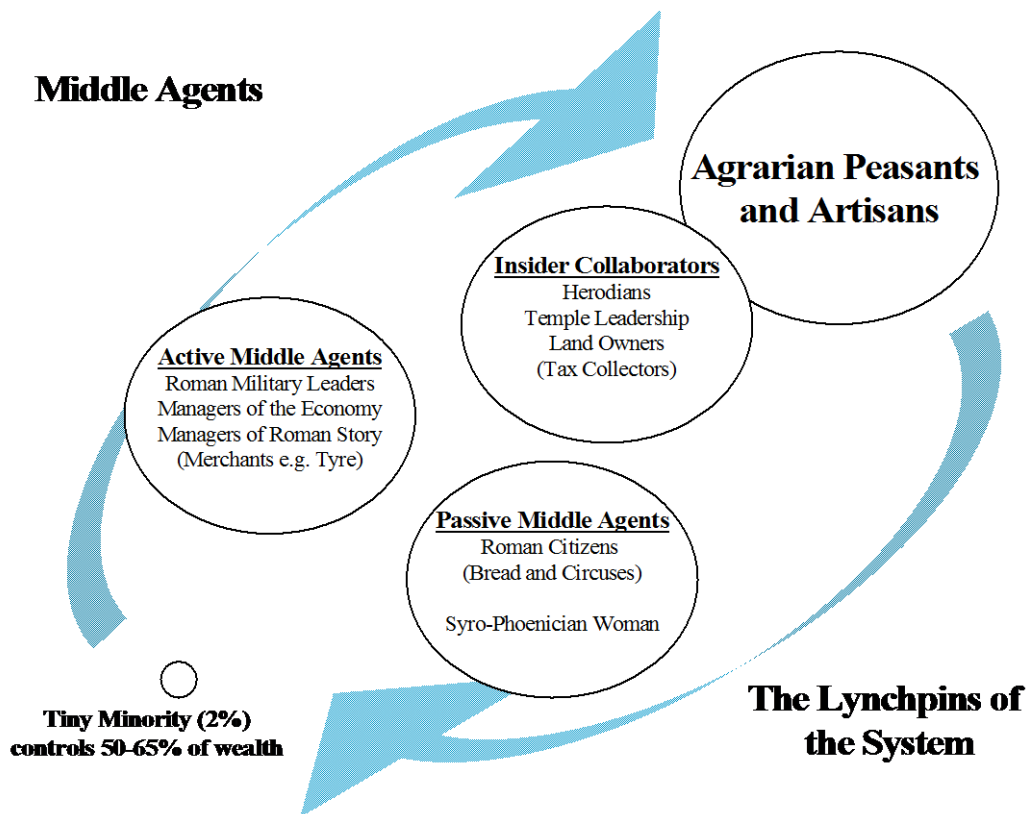 Middle Agents
Agrarian Peasants
and Artisans
Insider Collaborators
Herodians
Temple Leadership
Land Owners
(Tax Collectors)
Active Middle Agents
Roman Military Leaders
Managers of the Economy
Managers of Roman Story
(Merchants e.g. Tyre)
Passive Middle Agents
Roman Citizens
(Bread and Circuses)
Syro-Phoenician Woman
Tiny Minority (2%)
controls 50-65% of wealth
The Lynchpins of
the System